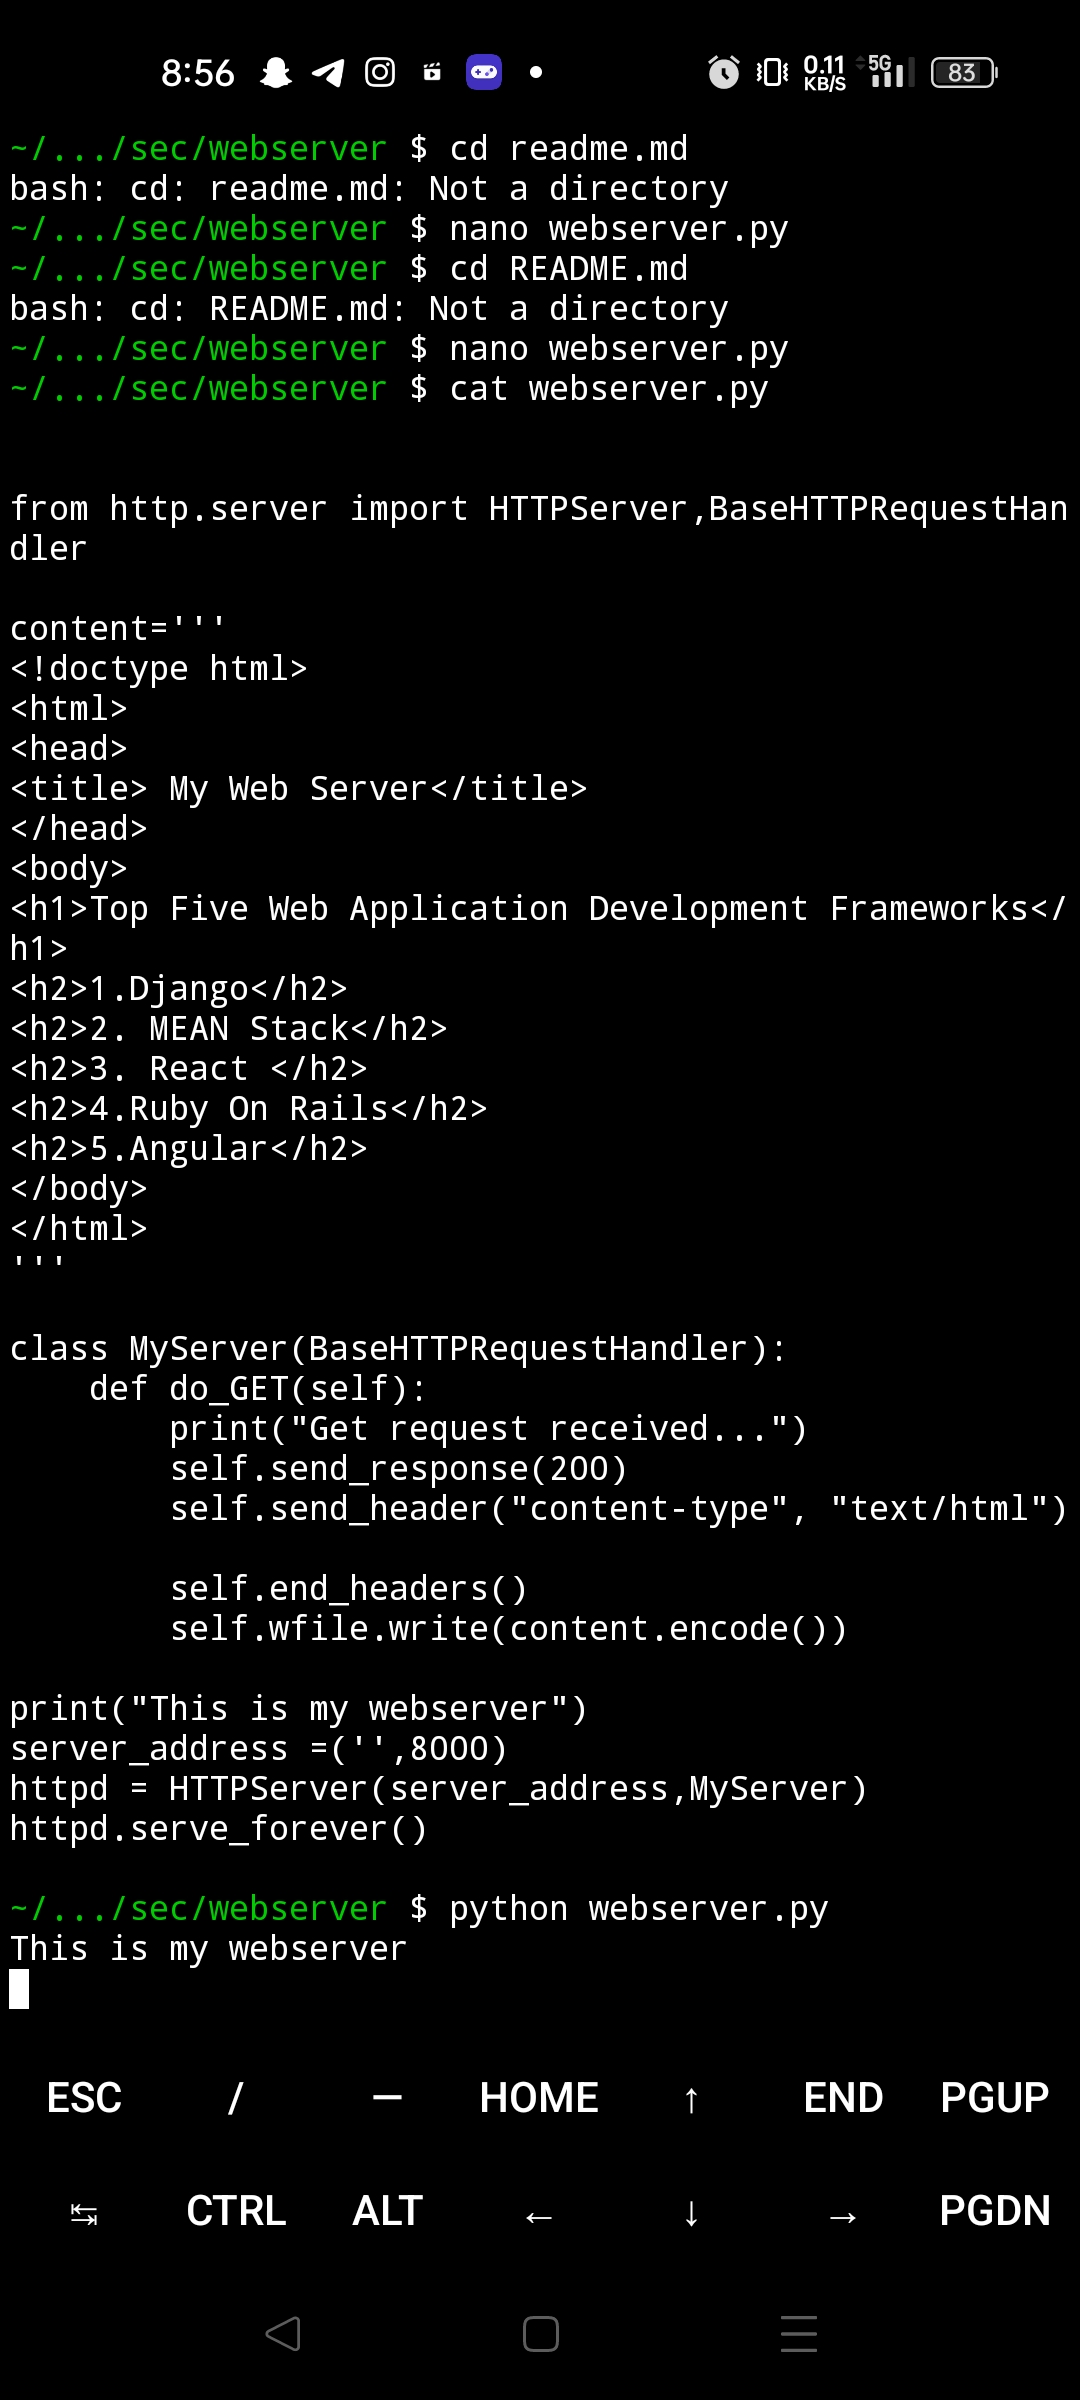 8:56 0.11 KB/S 5G 83
~/.../sec/webserver $ cd readme.md
bash: cd: readme.md: Not a directory
~/.../sec/webserver $ nano webserver.py
~/.../sec/webserver $ cd README.md
bash: cd: README.md: Not a directory
~/.../sec/webserver $ nano webserver.py
~/.../sec/webserver $ cat webserver.py
from http.server import HTTPServer,BaseHTTPRequestHan
dler
content='''
<!doctype html>
<html>
<head>
<title> My Web Server</title>
</head>
<body>
<h1>Top Five Web Application Development Frameworks</
h1>
<h2>1.Django</h2>
<h2>2. MEAN Stack</h2>
<h2>3. React </h2>
<h2>4.Ruby On Rails</h2>
<h2>5.Angular</h2>
</body>
</html>
'''
class MyServer(BaseHTTPRequestHandler):
    def do_GET(self):
        print("Get request received...")
        self.send_response(200)
        self.send_header("content-type", "text/html")
        self.end_headers()
        self.wfile.write(content.encode())
print("This is my webserver")
server_address =('',8000)
httpd = HTTPServer(server_address,MyServer)
httpd.serve_forever()
~/.../sec/webserver $ python webserver.py
This is my webserver
ESC / — HOME ↑ END PGUP
↹ CTRL ALT ← ↓ → PGDN